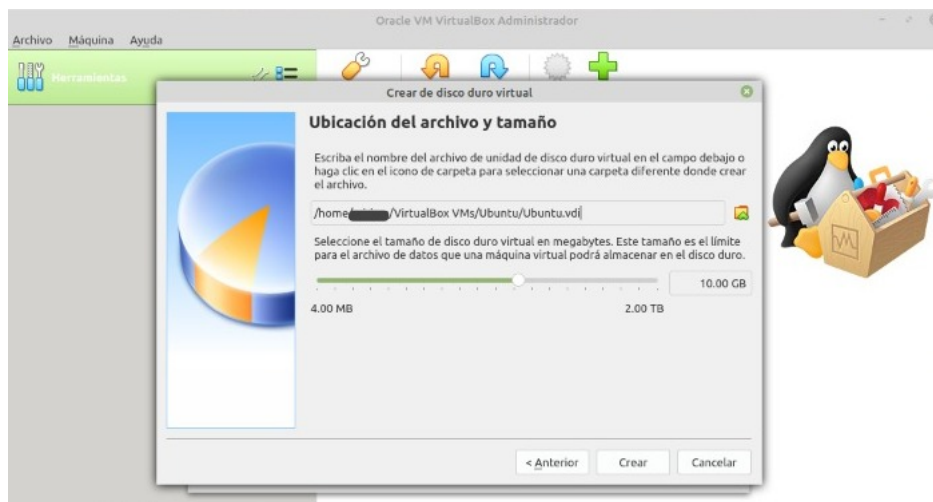 Oracle VM VirtualBox Administrador
Archivo Máquina Ayuda
Herramientas
Crear de disco duro virtual
Ubicación del archivo y tamaño
Escriba el nombre del archivo de unidad de disco duro virtual en el campo debajo o
haga clic en el icono de carpeta para seleccionar una carpeta diferente donde crear
el archivo.
/home/ /VirtualBox VMs/Ubuntu/Ubuntu.vdi
Seleccione el tamaño de disco duro virtual en megabytes. Este tamaño es el límite
para el archivo de datos que una máquina virtual podrá almacenar en el disco duro.
10.00 GB
4.00 MB 2.00 TB
< Anterior Crear Cancelar